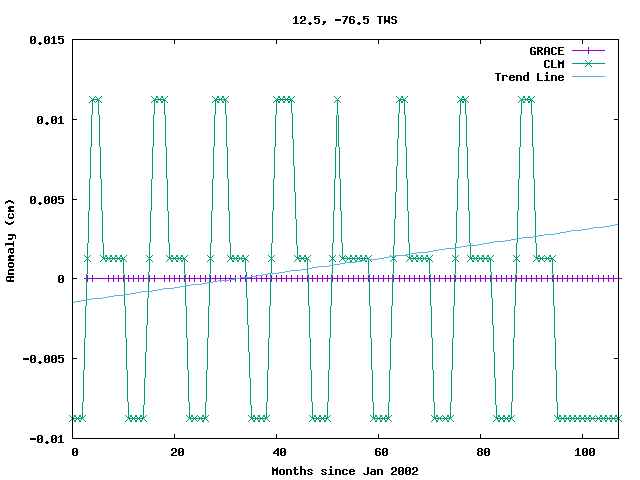 12.5, -76.5 TWS
GRACE
CLM
Trend Line
0.015
0.01
0.005
0
-0.005
-0.01
Anomaly (cm)
0 20 40 60 80 100
Months since Jan 2002